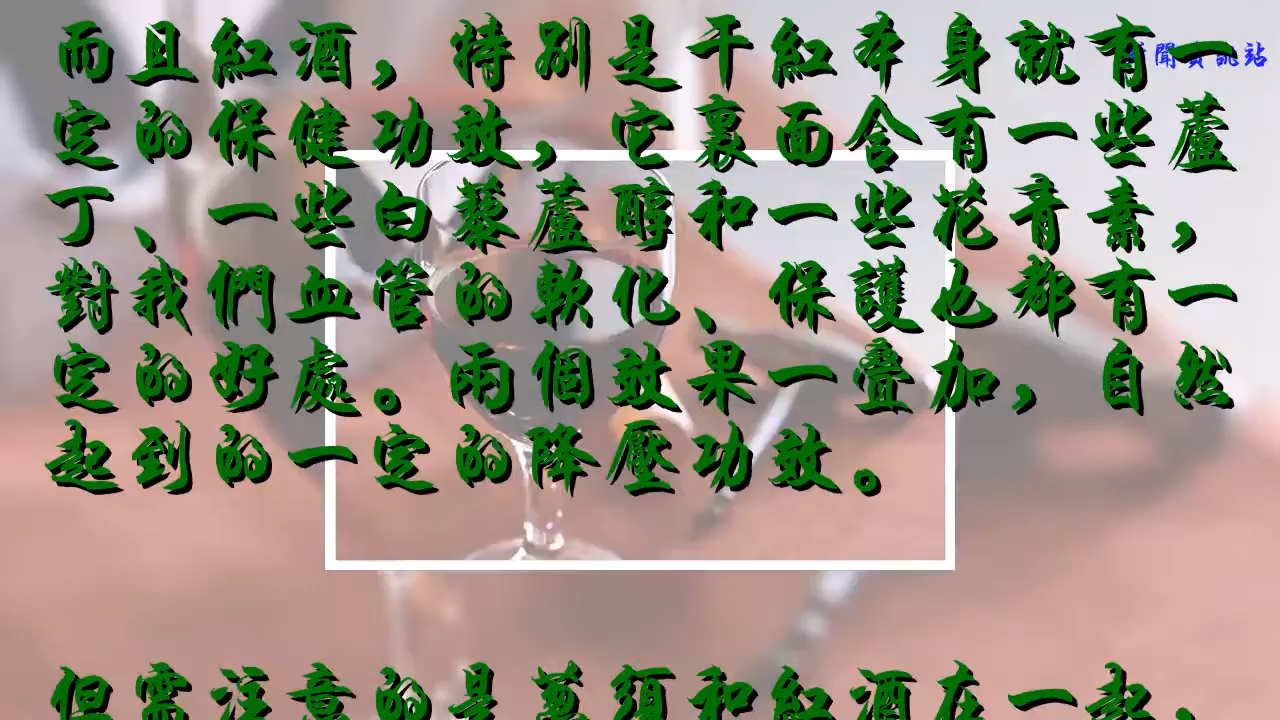 而且紅酒，特別是干紅本身就有一
定的保健功效，它裏面含有一些蘆
丁、一些白藜蘆醇和一些花青素，
對我們血管的軟化、保護也都有一
定的好處。兩個效果一疊加，自然
起到的一定的降壓功效。
但需注意的是蔥須和紅酒在一起，